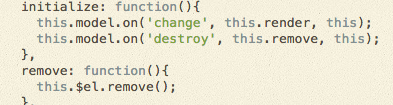 initialize: function(){
this.model.on('change', this.render, this);
this.model.on('destroy', this.remove, this);
},
remove: function(){
this.$el.remove();
},